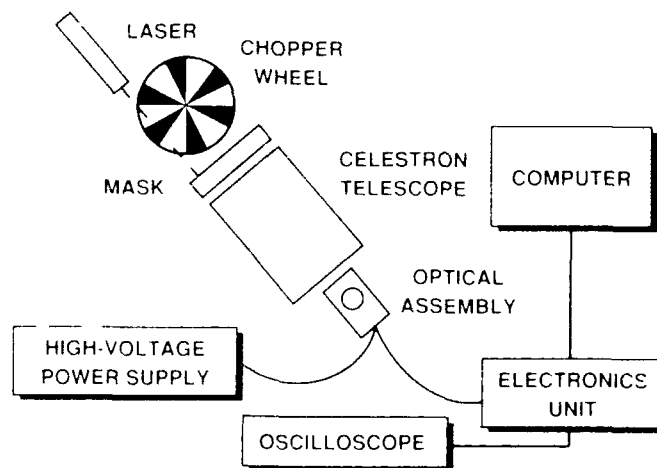 LASER
CHOPPER
WHEEL
MASK
CELESTRON
TELESCOPE
COMPUTER
OPTICAL
ASSEMBLY
HIGH-VOLTAGE
POWER SUPPLY
ELECTRONICS
UNIT
OSCILLOSCOPE